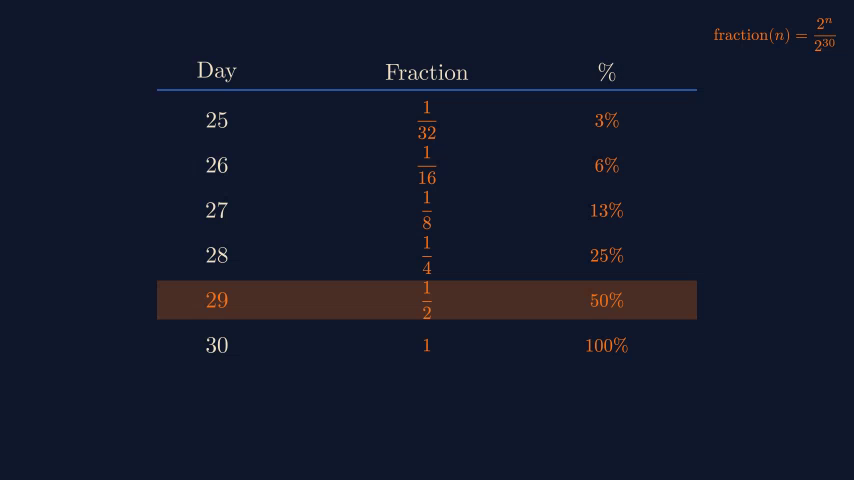 fraction(n) = 2^n / 2^30
Day Fraction %
25 1/32 3%
26 1/16 6%
27 1/8 13%
28 1/4 25%
29 1/2 50%
30 1 100%